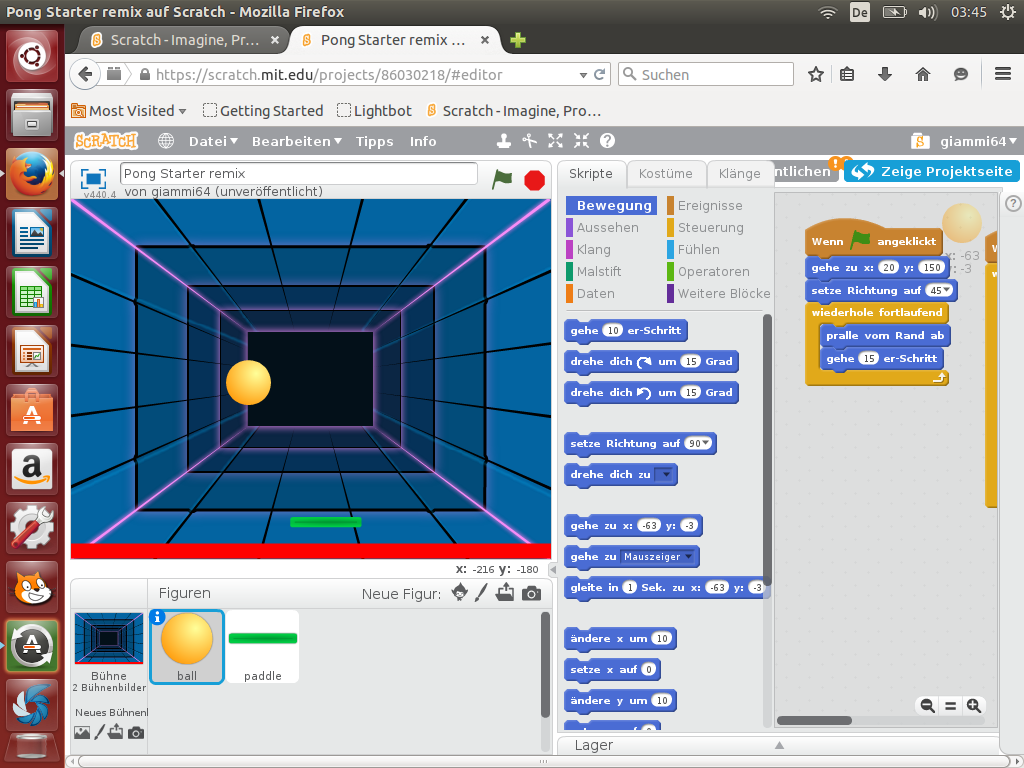 Pong Starter remix auf Scratch - Mozilla Firefox
De
03:45
Scratch - Imagine, Pr...
Pong Starter remix ...
https://scratch.mit.edu/projects/86030218/#editor
Suchen
Most Visited
Getting Started
Lightbot
Scratch - Imagine, Pro...
SCRATCH
Datei
Bearbeiten
Tipps
Info
giammi64
v440.4
Pong Starter remix
von giammi64 (unveröffentlicht)
Skripte
Kostüme
Klänge
ntlichen
Zeige Projektseite
Bewegung
Ereignisse
Aussehen
Steuerung
Klang
Fühlen
Malstift
Operatoren
Daten
Weitere Blöcke
gehe 10 er-Schritt
drehe dich um 15 Grad
drehe dich um 15 Grad
setze Richtung auf 90
drehe dich zu
gehe zu x: -63 y: -3
gehe zu Mauszeiger
gleite in 1 Sek. zu x: -63 y: -3
ändere x um 10
setze x auf 0
ändere y um 10
Wenn angeklickt
gehe zu x: 20 y: 150
setze Richtung auf 45
wiederhole fortlaufend
pralle vom Rand ab
gehe 15 er-Schritt
x: -63
y: -3
x: -216 y: -180
Figuren
Neue Figur:
Bühne
2 Bühnenbilder
Neues Bühnenl
ball
paddle
Lager